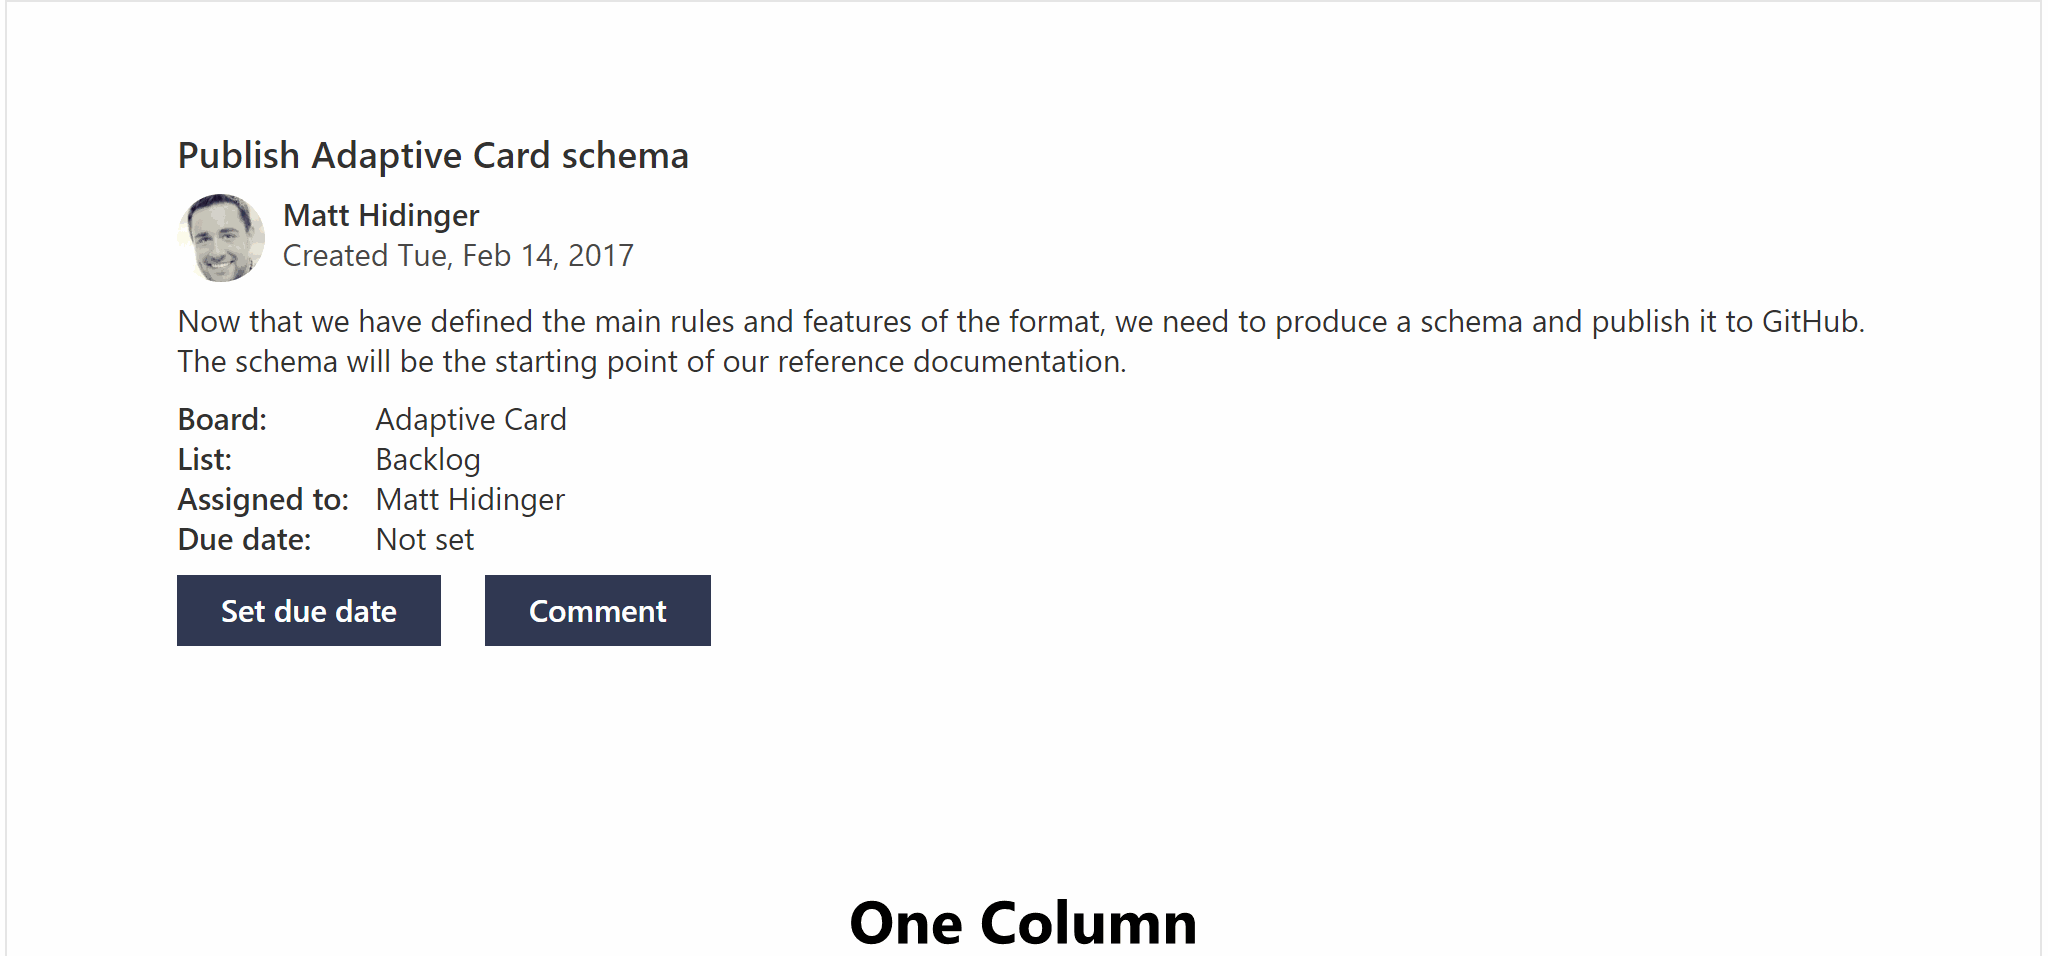 Publish Adaptive Card schema
Matt Hidinger
Created Tue, Feb 14, 2017
Now that we have defined the main rules and features of the format, we need to produce a schema and publish it to GitHub.
The schema will be the starting point of our reference documentation.
Board: Adaptive Card
List: Backlog
Assigned to: Matt Hidinger
Due date: Not set
Set due date Comment
One Column